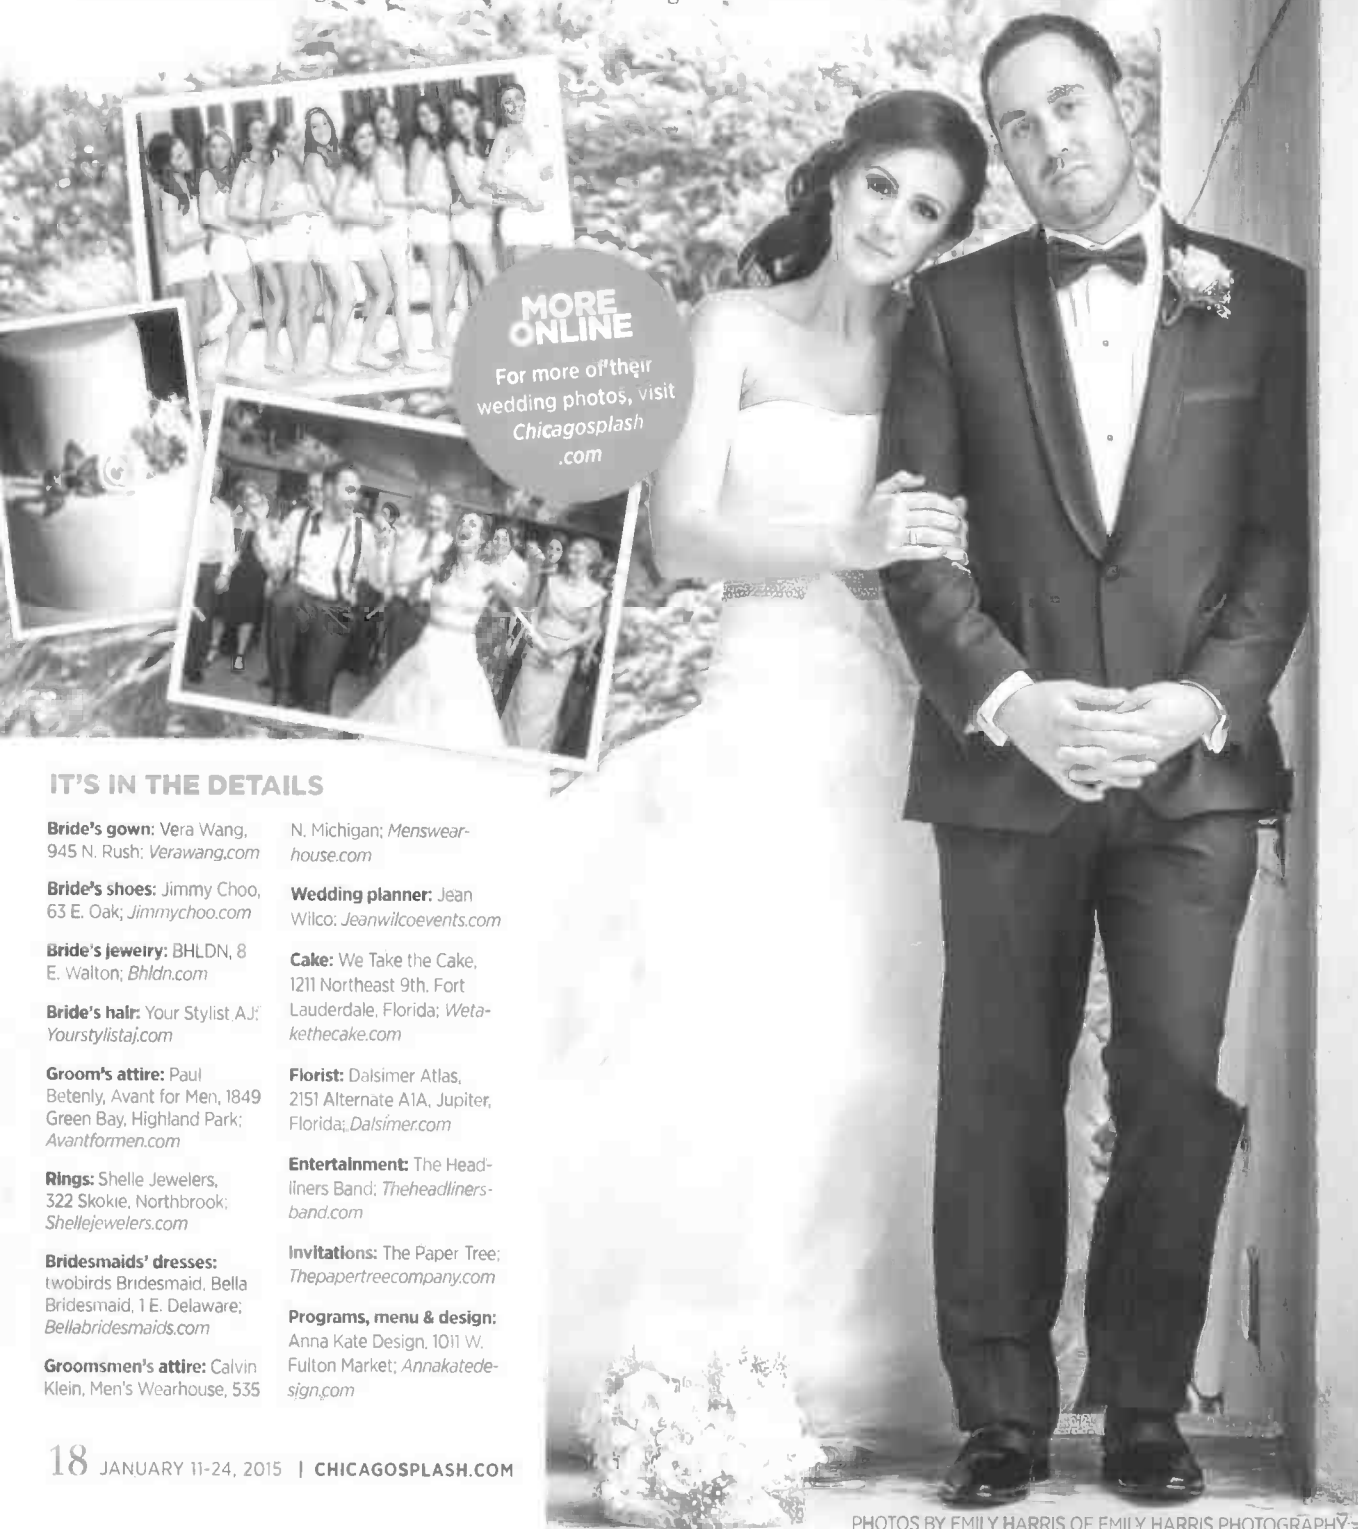 MORE
ONLINE
For more of their
wedding photos, visit
Chicagosplash
.com
IT'S IN THE DETAILS
Bride's gown: Vera Wang,
945 N. Rush; Verawang.com
Bride's shoes: Jimmy Choo,
63 E. Oak; Jimmychoo.com
Bride's jewelry: BHLDN, 8
E. Walton; Bhldn.com
Bride's hair: Your Stylist AJ;
Yourstylistaj.com
Groom's attire: Paul
Betenly, Avant for Men, 1849
Green Bay, Highland Park;
Avantformen.com
Rings: Shelle Jewelers,
322 Skokie, Northbrook;
Shellejewelers.com
Bridesmaids' dresses:
twobirds Bridesmaid, Bella
Bridesmaid, 1 E. Delaware;
Bellabridesmaids.com
Groomsmen's attire: Calvin
Klein, Men's Wearhouse, 535
N. Michigan; Menswear-
house.com
Wedding planner: Jean
Wilco; Jeanwilcoevents.com
Cake: We Take the Cake,
1211 Northeast 9th, Fort
Lauderdale, Florida; Weta-
kethecake.com
Florist: Dalsimer Atlas,
2151 Alternate A1A, Jupiter,
Florida; Dalsimer.com
Entertainment: The Head-
liners Band; Theheadliners-
band.com
Invitations: The Paper Tree;
Thepapertreecompany.com
Programs, menu & design:
Anna Kate Design, 1011 W.
Fulton Market; Annakatede-
sign.com
18 JANUARY 11-24, 2015 | CHICAGOSPLASH.COM
PHOTOS BY EMILY HARRIS OF EMILY HARRIS PHOTOGRAPHY